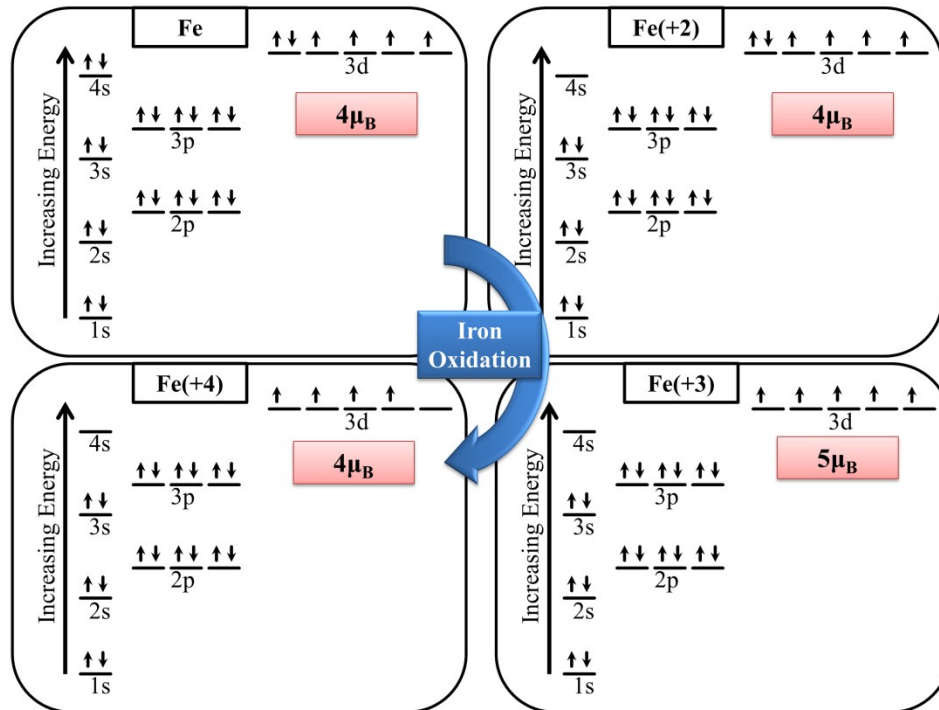 Fe
Increasing Energy
3d
4s
4μB
3p
3s
2p
2s
1s
Fe(+2)
Increasing Energy
3d
4s
4μB
3p
3s
2p
2s
1s
Iron
Oxidation
Fe(+4)
Increasing Energy
3d
4s
4μB
3p
3s
2p
2s
1s
Fe(+3)
Increasing Energy
3d
4s
5μB
3p
3s
2p
2s
1s